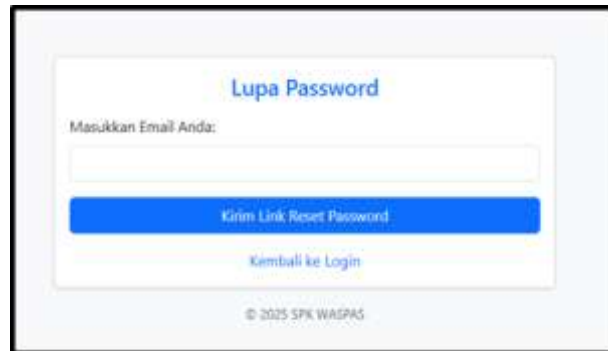 Lupa Password
Masukkan Email Anda:
Kirim Link Reset Password
Kembali ke Login
© 2025 SPK WASPAS